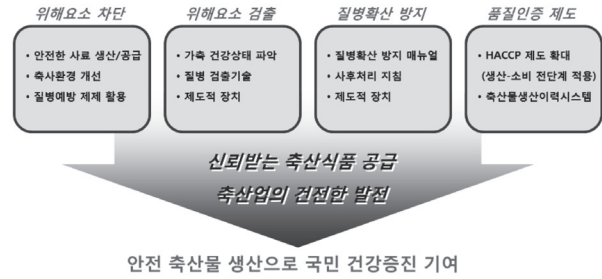 위해요소 차단
• 안전한 사료 생산/공급
• 축사환경 개선
• 질병예방 제제 활용
위해요소 검출
• 가축 건강상태 파악
• 질병 검출기술
• 제도적 장치
질병확산 방지
• 질병확산 방지 매뉴얼
• 사후처리 지침
• 제도적 장치
품질인증 제도
• HACCP 제도 확대
(생산-소비 전단계 적용)
• 축산물생산이력시스템
신뢰받는 축산식품 공급
축산업의 건전한 발전
안전 축산물 생산으로 국민 건강증진 기여